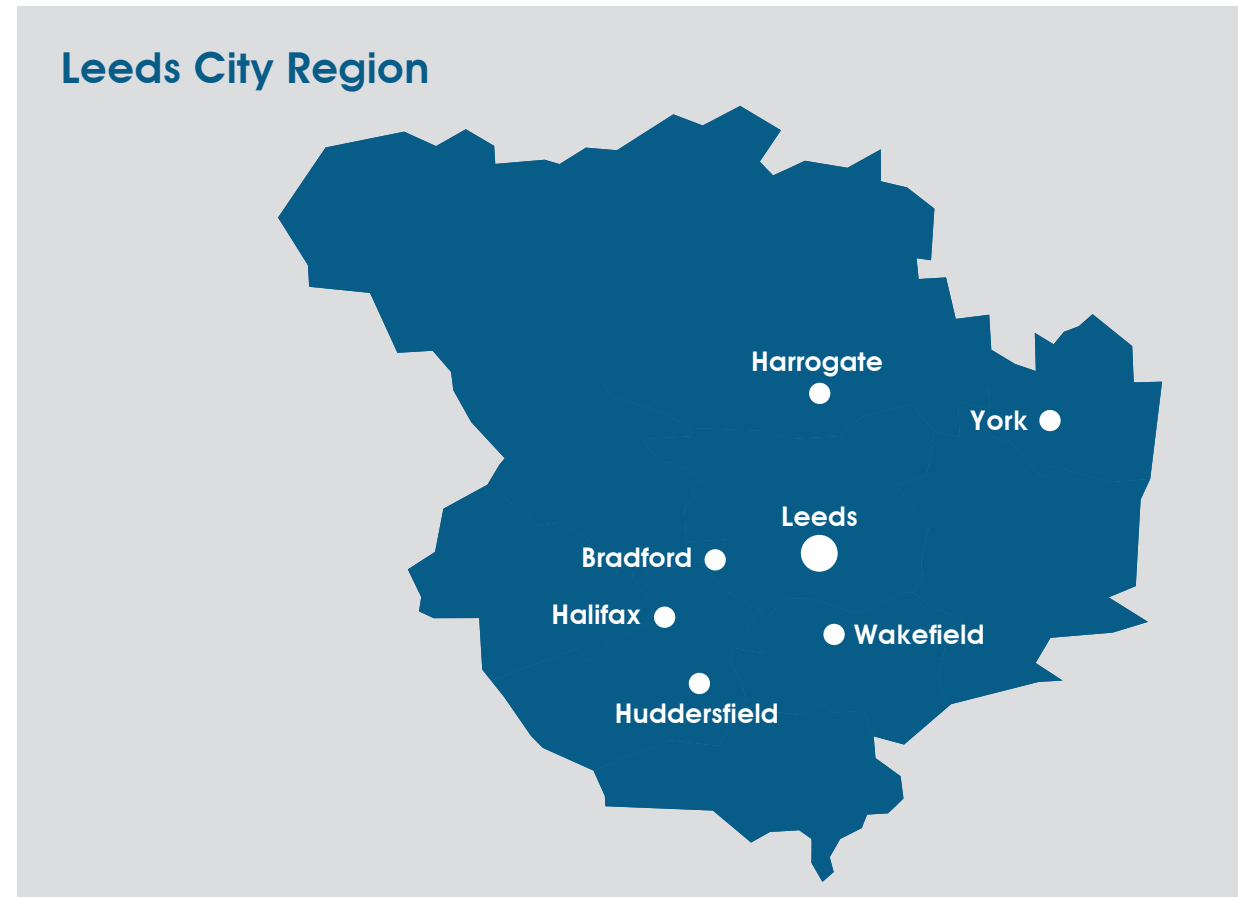 Leeds City Region
Harrogate
York
Leeds
Bradford
Halifax
Wakefield
Huddersfield